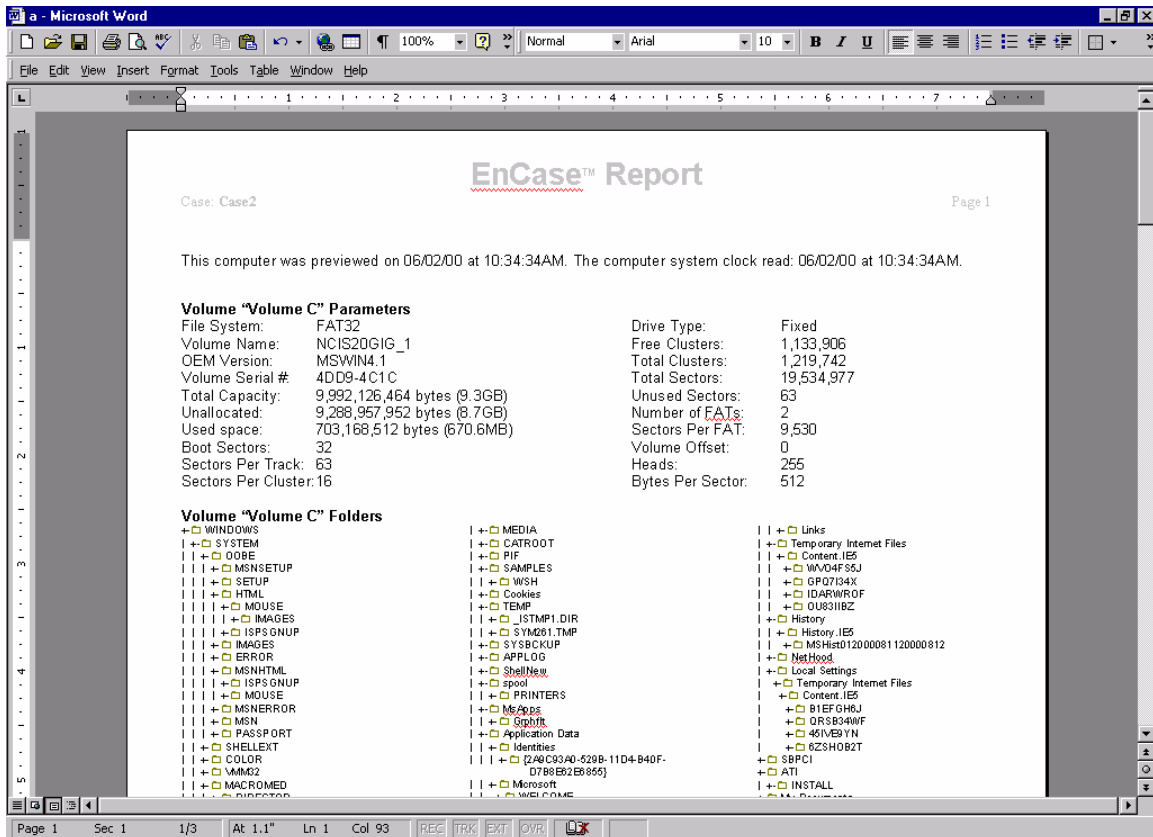 a - Microsoft Word
100% Normal Arial 10 B I U
File Edit View Insert Format Tools Table Window Help
1 2 3 4 5 6 7
EnCase™ Report
Case: Case2 Page 1
This computer was previewed on 06/02/00 at 10:34:34AM. The computer system clock read: 06/02/00 at 10:34:34AM.
Volume “Volume C” Parameters
File System: FAT32 Drive Type: Fixed
Volume Name: NCIS20GIG_1 Free Clusters: 1,133,906
OEM Version: MSWIN4.1 Total Clusters: 1,219,742
Volume Serial #: 4DD9-4C1C Total Sectors: 19,534,977
Total Capacity: 9,992,126,464 bytes (9.3GB) Unused Sectors: 63
Unallocated: 9,288,957,952 bytes (8.7GB) Number of FATs: 2
Used space: 703,168,512 bytes (670.6MB) Sectors Per FAT: 9,530
Boot Sectors: 32 Volume Offset: 0
Sectors Per Track: 63 Heads: 255
Sectors Per Cluster: 16 Bytes Per Sector: 512
Volume “Volume C” Folders
WINDOWS
SYSTEM
OOBE
MSNSETUP
SETUP
HTML
MOUSE
IMAGES
ISPSGNUP
IMAGES
ERROR
MSNHTML
ISPSGNUP
MOUSE
MSNERROR
MSN
PASSPORT
SHELLEXT
COLOR
VMM32
MACROMED
DIRECTOR
MEDIA
CATROOT
PIF
SAMPLES
WSH
Cookies
TEMP
_ISTMP1.DIR
SYM261.TMP
SYSBCKUP
APPLOG
ShellNew
spool
PRINTERS
MsApps
Grphflt
Application Data
Identities
{2A9C93A0-529B-11D4-B40F-
D7B8E62E6855}
Microsoft
WELCOME
Links
Temporary Internet Files
Content.IE5
WVO4FS5J
GPQ7I34X
IDARWROF
OU83IIBZ
History
History.IE5
MSHist012000081120000812
NetHood
Local Settings
Temporary Internet Files
Content.IE5
B1EFGH6J
QRSB34WF
45IVE9YN
6ZSHOB2T
SBPCI
ATI
INSTALL
My Documents
Page 1 Sec 1 1/3 At 1.1" Ln 1 Col 93 REC TRK EXT OVR